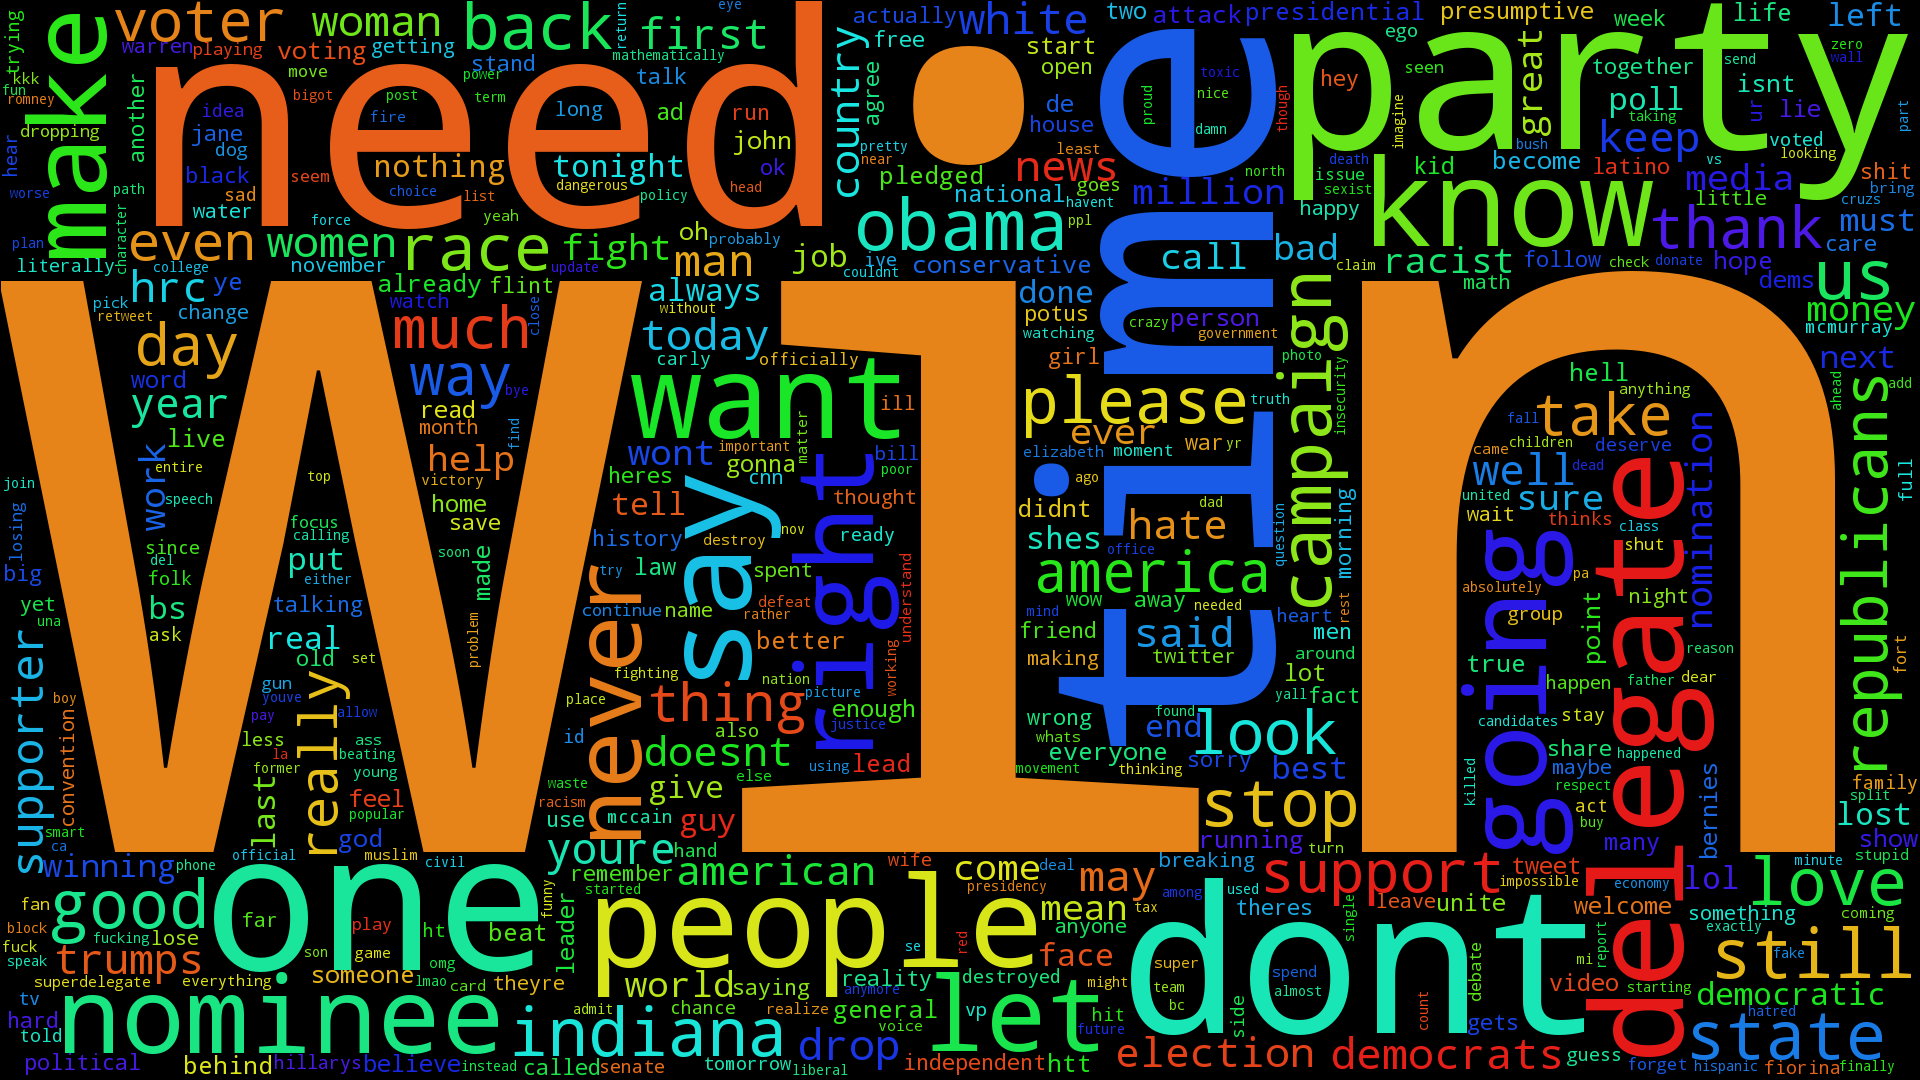 trying make voter woman back return eye first actually white two attack presidential presumptive week life left
warren playing voting getting stand mathematically country free start open ego party great together zero wall
kkk fun romney move need power talk agree toxic hey seen isnt send
dropping another idea bigot post term fire long ad run de house proud nice damn though imagine poll taking ur lie part
hear jane dog john pretty least keep voted
worse black nothing tonight ok near news me death bush become vs looking
path sad seem choice list dangerous policy head pledged goes million north issue kid latino media shit bring
water force yeah national havent sexist happy know little cruzs must
plan character even women race fight oh probably job obama ppl call bad thank care
literally college november update man ive couldnt conservative claim racist follow check donate hope dems us
hrc ye already flint always done math money
pick retweet change watch close without potus crazy person campaign mcmurray
day much today watching government next
win carly officially girl photo hell
word way bye want please truth insecurity anything ahead republicans add
year read ill fall take
live month find matter ever war yr children deserve nomination
work help wont important bill elizabeth moment came
entire victory heres gonna cnn poor ago well dead full
join speech top home tell say right thought time dad united sure
losing focus save nov didnt hate morning wait thinks class
since calling history destroy ready shes office question going shut delegate
big del soon
folk put either made try law spent understand america absolutely pa
yet bs talking never continue name defeat wow away needed heart rest group point night
una ask real problem rather better mind friend said men
supporter old set fighting nation working making twitter around true reason fort
boy gun youve place thing picture lot yall fact happen father dear
convention really pay allow enough found candidates stay
less ass id also justice wrong end look
la beating doesnt whats everyone share happened
former young waste else using lead movement thinking sorry best killed maybe respect bernies family
last feel give stop split
popular racism act buy lost
smart god use mccain guy running turn many show
ca
winning phone official muslim civil youre hand wife come deal breaking support tweet minute stupid
remember american presidency may among used impossible economy lol love
fan good one funny started people mean tax theres leave unite welcome coming
block far play ht beat leader anyone dont single something exactly
fuck fucking lose son game omg se red face super spend debate report mi fake still
speak trumps someone lmao card world reality destroyed team almost video
superdelegate everything theyre saying anymore might bc starting
tv nominee admit chance realize general vp let hit side count democratic
hard indiana drop voice future gets hatred
told state
political behind hillarys believe instead called senate tomorrow liberal independent htt election democrats guess forget hispanic fiorina finally